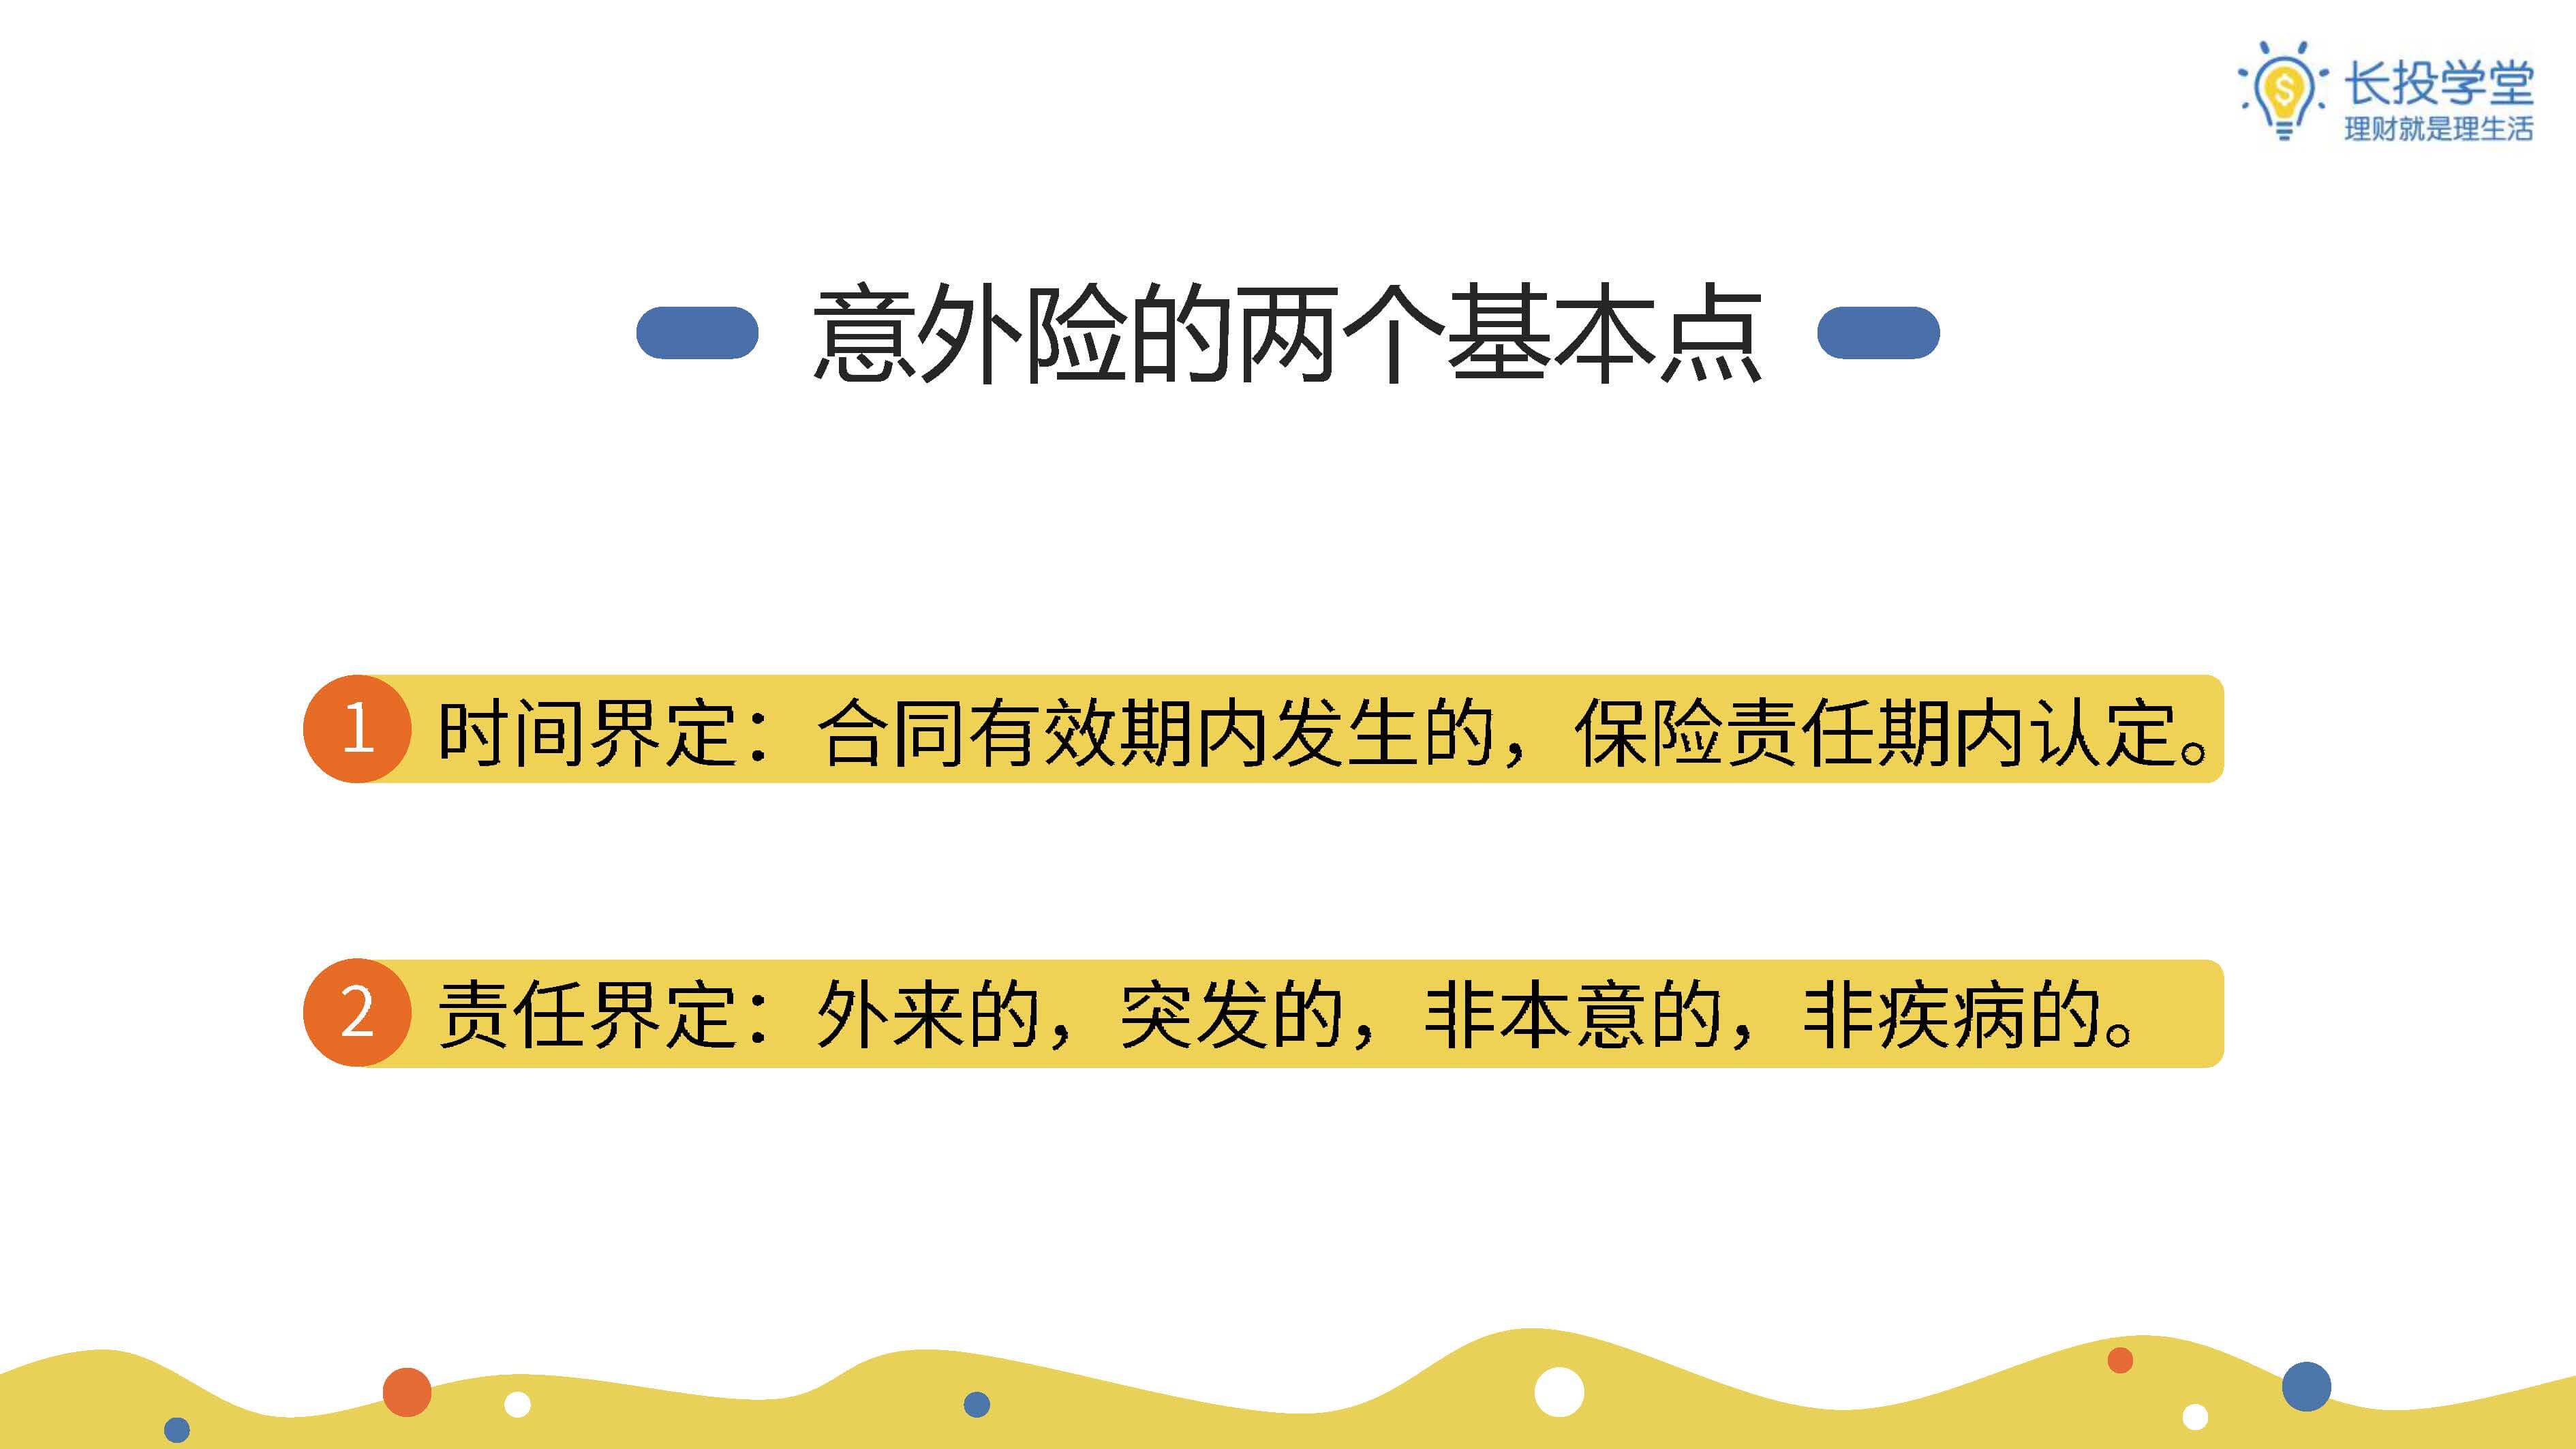 长投学堂
理财就是理生活
意外险的两个基本点
1 时间界定：合同有效期内发生的，保险责任期内认定。
2 责任界定：外来的，突发的，非本意的，非疾病的。